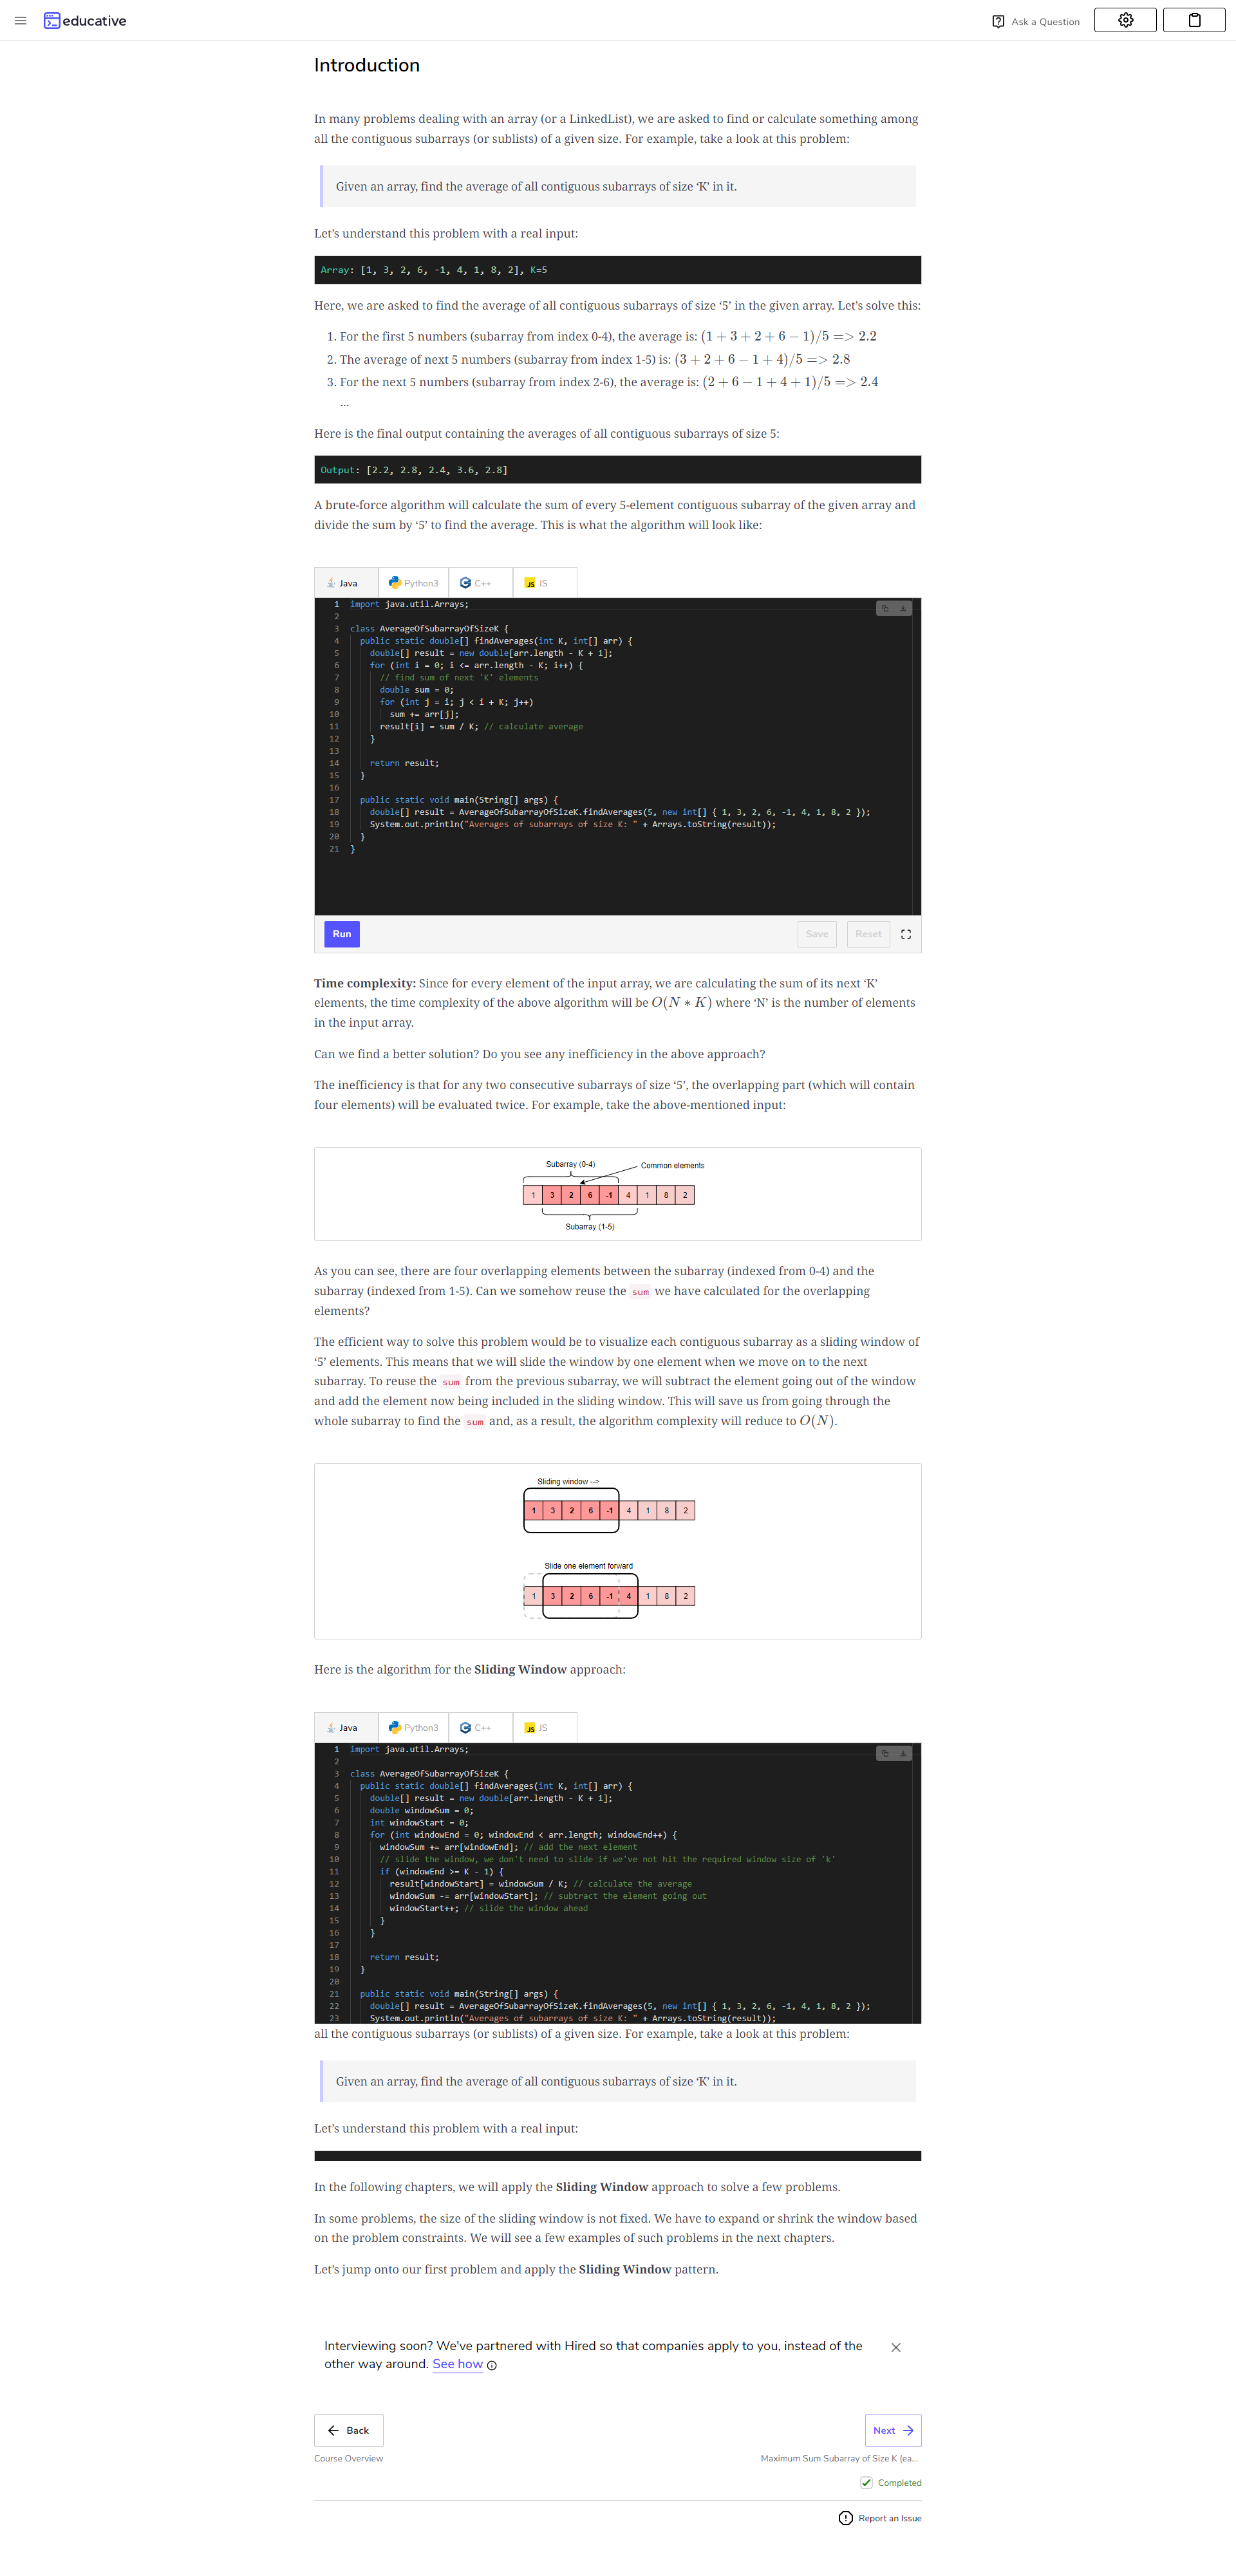 educative
Ask a Question
Introduction
In many problems dealing with an array (or a LinkedList), we are asked to find or calculate something among
all the contiguous subarrays (or sublists) of a given size. For example, take a look at this problem:
Given an array, find the average of all contiguous subarrays of size ‘K’ in it.
Let’s understand this problem with a real input:
Array: [1, 3, 2, 6, -1, 4, 1, 8, 2], K=5
Here, we are asked to find the average of all contiguous subarrays of size ‘5’ in the given array. Let’s solve this:
1. For the first 5 numbers (subarray from index 0-4), the average is: (1 + 3 + 2 + 6 − 1)/5 => 2.2
2. The average of next 5 numbers (subarray from index 1-5) is: (3 + 2 + 6 − 1 + 4)/5 => 2.8
3. For the next 5 numbers (subarray from index 2-6), the average is: (2 + 6 − 1 + 4 + 1)/5 => 2.4
...
Here is the final output containing the averages of all contiguous subarrays of size 5:
Output: [2.2, 2.8, 2.4, 3.6, 2.8]
A brute-force algorithm will calculate the sum of every 5-element contiguous subarray of the given array and
divide the sum by ‘5’ to find the average. This is what the algorithm will look like:
Java Python3 C++ JS
1 import java.util.Arrays;
2
3 class AverageOfSubarrayOfSizeK {
4 public static double[] findAverages(int K, int[] arr) {
5 double[] result = new double[arr.length - K + 1];
6 for (int i = 0; i <= arr.length - K; i++) {
7 // find sum of next 'K' elements
8 double sum = 0;
9 for (int j = i; j < i + K; j++)
10 sum += arr[j];
11 result[i] = sum / K; // calculate average
12 }
13
14 return result;
15 }
16
17 public static void main(String[] args) {
18 double[] result = AverageOfSubarrayOfSizeK.findAverages(5, new int[] { 1, 3, 2, 6, -1, 4, 1, 8, 2 });
19 System.out.println("Averages of subarrays of size K: " + Arrays.toString(result));
20 }
21 }
Run Save Reset
Time complexity: Since for every element of the input array, we are calculating the sum of its next ‘K’
elements, the time complexity of the above algorithm will be O(N ∗ K) where ‘N’ is the number of elements
in the input array.
Can we find a better solution? Do you see any inefficiency in the above approach?
The inefficiency is that for any two consecutive subarrays of size ‘5’, the overlapping part (which will contain
four elements) will be evaluated twice. For example, take the above-mentioned input:
Subarray (0-4) Common elements
1 3 2 6 -1 4 1 8 2
Subarray (1-5)
As you can see, there are four overlapping elements between the subarray (indexed from 0-4) and the
subarray (indexed from 1-5). Can we somehow reuse the sum we have calculated for the overlapping
elements?
The efficient way to solve this problem would be to visualize each contiguous subarray as a sliding window of
‘5’ elements. This means that we will slide the window by one element when we move on to the next
subarray. To reuse the sum from the previous subarray, we will subtract the element going out of the window
and add the element now being included in the sliding window. This will save us from going through the
whole subarray to find the sum and, as a result, the algorithm complexity will reduce to O(N).
Sliding window -->
1 3 2 6 -1 4 1 8 2
Slide one element forward
1 3 2 6 -1 4 1 8 2
Here is the algorithm for the Sliding Window approach:
Java Python3 C++ JS
1 import java.util.Arrays;
2
3 class AverageOfSubarrayOfSizeK {
4 public static double[] findAverages(int K, int[] arr) {
5 double[] result = new double[arr.length - K + 1];
6 double windowSum = 0;
7 int windowStart = 0;
8 for (int windowEnd = 0; windowEnd < arr.length; windowEnd++) {
9 windowSum += arr[windowEnd]; // add the next element
10 // slide the window, we don't need to slide if we've not hit the required window size of 'k'
11 if (windowEnd >= K - 1) {
12 result[windowStart] = windowSum / K; // calculate the average
13 windowSum -= arr[windowStart]; // subtract the element going out
14 windowStart++; // slide the window ahead
15 }
16 }
17
18 return result;
19 }
20
21 public static void main(String[] args) {
22 double[] result = AverageOfSubarrayOfSizeK.findAverages(5, new int[] { 1, 3, 2, 6, -1, 4, 1, 8, 2 });
23 System.out.println("Averages of subarrays of size K: " + Arrays.toString(result));
all the contiguous subarrays (or sublists) of a given size. For example, take a look at this problem:
Given an array, find the average of all contiguous subarrays of size ‘K’ in it.
Let’s understand this problem with a real input:
In the following chapters, we will apply the Sliding Window approach to solve a few problems.
In some problems, the size of the sliding window is not fixed. We have to expand or shrink the window based
on the problem constraints. We will see a few examples of such problems in the next chapters.
Let’s jump onto our first problem and apply the Sliding Window pattern.
Interviewing soon? We've partnered with Hired so that companies apply to you, instead of the
other way around. See how
Back Next
Course Overview Maximum Sum Subarray of Size K (ea...
Completed
Report an Issue